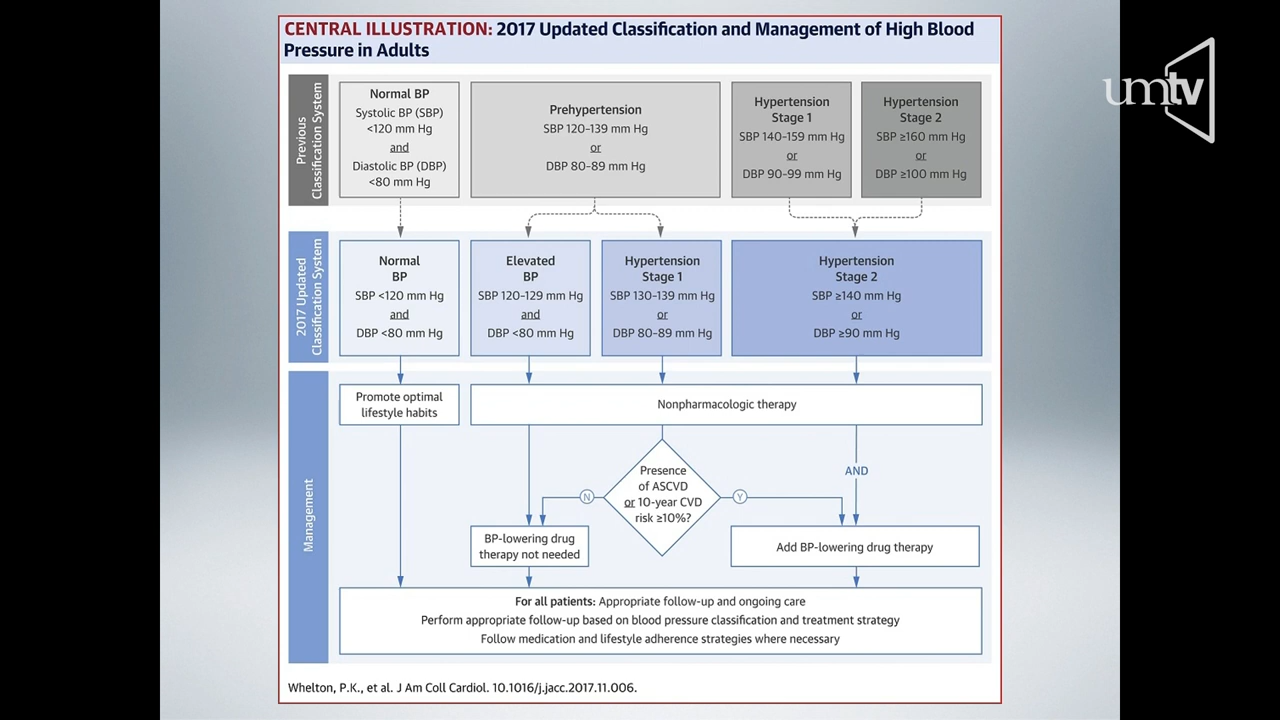 CENTRAL ILLUSTRATION: 2017 Updated Classification and Management of High Blood
Pressure in Adults
umtv
Previous
Classification System
Normal BP
Systolic BP (SBP)
<120 mm Hg
and
Diastolic BP (DBP)
<80 mm Hg
Prehypertension
SBP 120-139 mm Hg
or
DBP 80-89 mm Hg
Hypertension
Stage 1
SBP 140-159 mm Hg
or
DBP 90-99 mm Hg
Hypertension
Stage 2
SBP ≥160 mm Hg
or
DBP ≥100 mm Hg
2017 Updated
Classification System
Normal
BP
SBP <120 mm Hg
and
DBP <80 mm Hg
Elevated
BP
SBP 120-129 mm Hg
and
DBP <80 mm Hg
Hypertension
Stage 1
SBP 130-139 mm Hg
or
DBP 80-89 mm Hg
Hypertension
Stage 2
SBP ≥140 mm Hg
or
DBP ≥90 mm Hg
Management
Promote optimal
lifestyle habits
Nonpharmacologic therapy
Presence
of ASCVD
or 10-year CVD
risk ≥10%?
N
Y
AND
BP-lowering drug
therapy not needed
Add BP-lowering drug therapy
For all patients: Appropriate follow-up and ongoing care
Perform appropriate follow-up based on blood pressure classification and treatment strategy
Follow medication and lifestyle adherence strategies where necessary
Whelton, P.K., et al. J Am Coll Cardiol. 10.1016/j.jacc.2017.11.006.